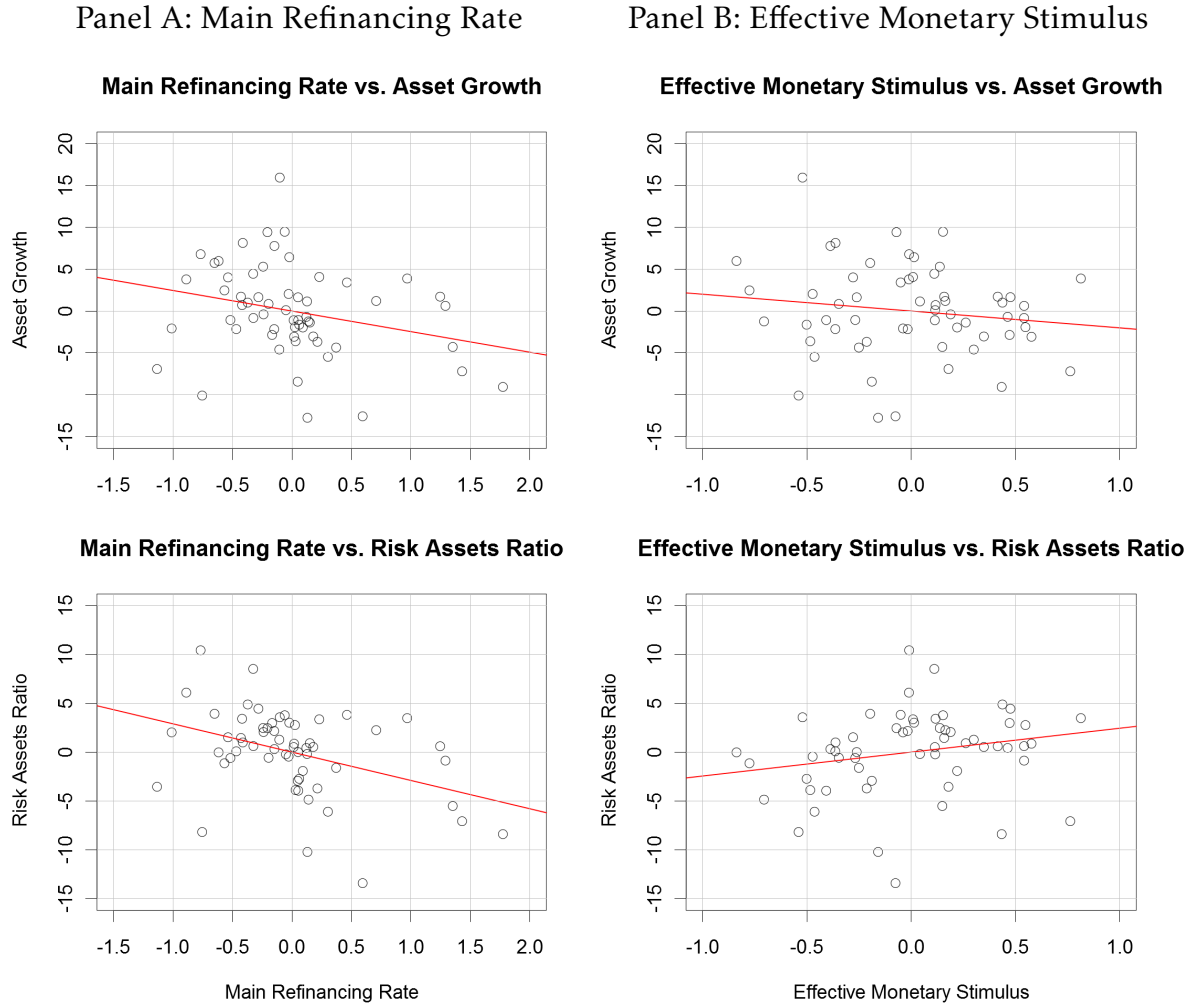 Panel A: Main Refinancing Rate
Panel B: Effective Monetary Stimulus
Main Refinancing Rate vs. Asset Growth
Asset Growth
20
15
10
5
0
-5
-15
-1.5 -1.0 -0.5 0.0 0.5 1.0 1.5 2.0
Effective Monetary Stimulus vs. Asset Growth
Asset Growth
20
15
10
5
0
-5
-15
-1.0 -0.5 0.0 0.5 1.0
Main Refinancing Rate vs. Risk Assets Ratio
Risk Assets Ratio
15
10
5
0
-5
-10
-15
-1.5 -1.0 -0.5 0.0 0.5 1.0 1.5 2.0
Main Refinancing Rate
Effective Monetary Stimulus vs. Risk Assets Ratio
Risk Assets Ratio
15
10
5
0
-5
-10
-15
-1.0 -0.5 0.0 0.5 1.0
Effective Monetary Stimulus